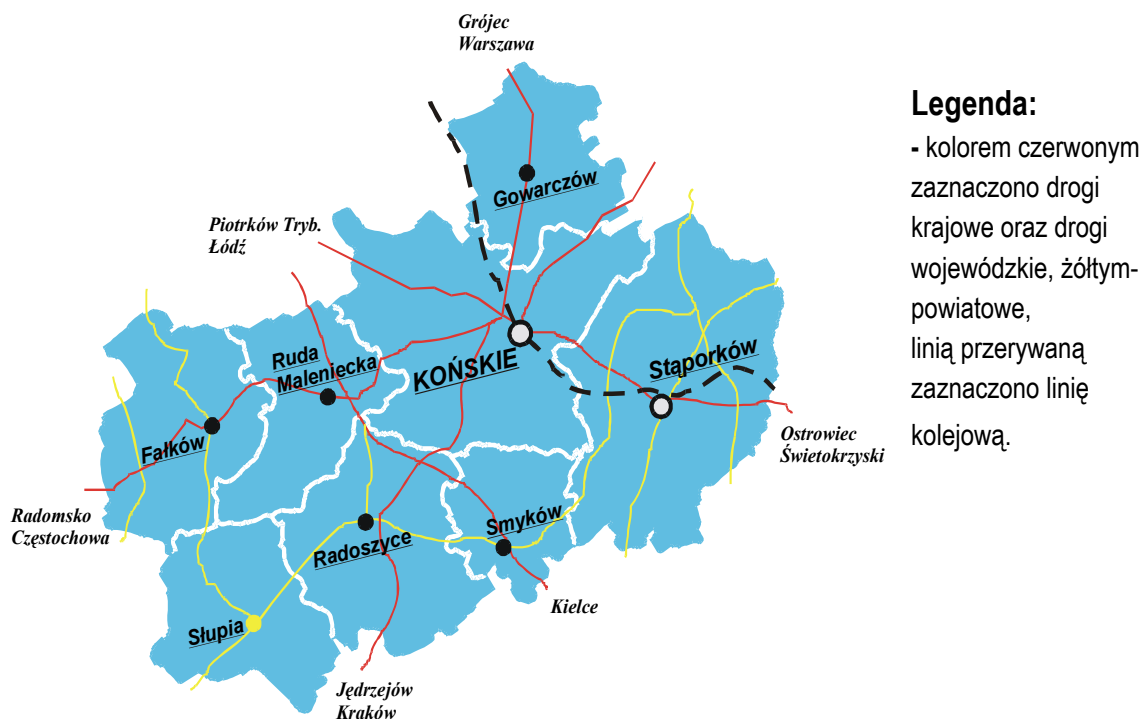 Grójec
Warszawa
Gowarczów
Piotrków Tryb.
Łódź
Ruda
Maleniecka
KOŃSKIE
Stąporków
Fałków
Ostrowiec
Świetokrzyski
Radomsko
Częstochowa
Radoszyce
Smyków
Kielce
Słupia
Jędrzejów
Kraków
Legenda:
- kolorem czerwonym
zaznaczono drogi
krajowe oraz drogi
wojewódzkie, żółtym-
powiatowe,
linią przerywaną
zaznaczono linię
kolejową.